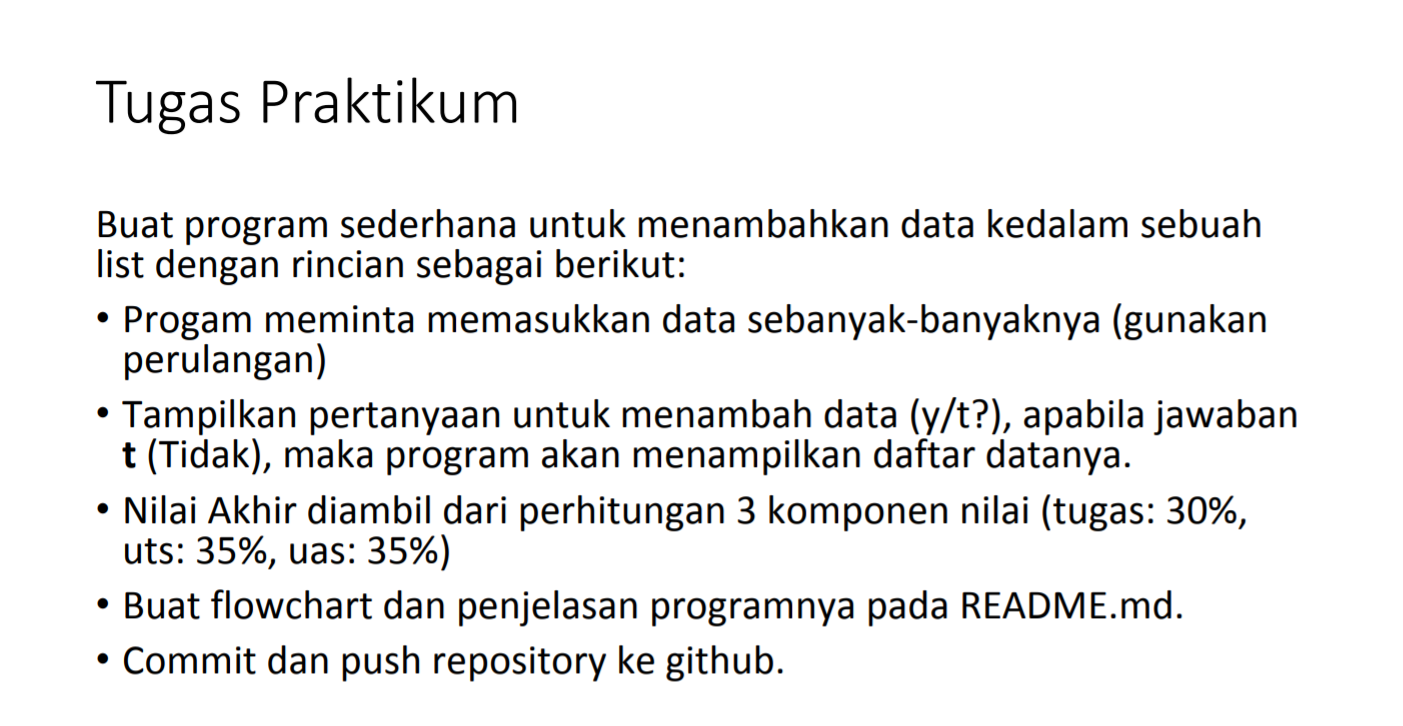 Tugas Praktikum
Buat program sederhana untuk menambahkan data kedalam sebuah
list dengan rincian sebagai berikut:
• Progam meminta memasukkan data sebanyak-banyaknya (gunakan
perulangan)
• Tampilkan pertanyaan untuk menambah data (y/t?), apabila jawaban
t (Tidak), maka program akan menampilkan daftar datanya.
• Nilai Akhir diambil dari perhitungan 3 komponen nilai (tugas: 30%,
uts: 35%, uas: 35%)
• Buat flowchart dan penjelasan programnya pada README.md.
• Commit dan push repository ke github.